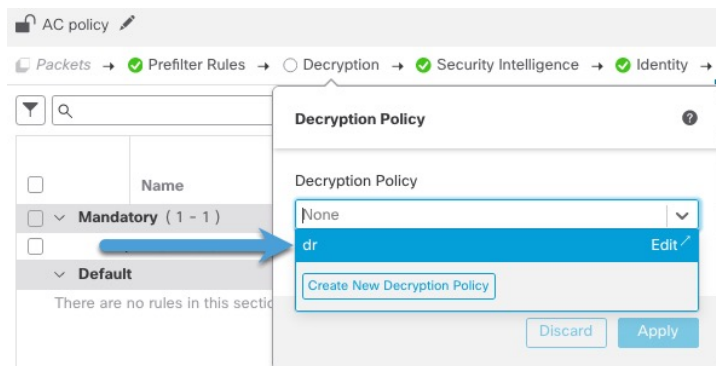 AC policy
Packets → Prefilter Rules → Decryption → Security Intelligence → Identity →
Decryption Policy
Name
Decryption Policy
Mandatory (1 - 1)
None
dr Edit
Default
Create New Decryption Policy
There are no rules in this sectio
Discard Apply